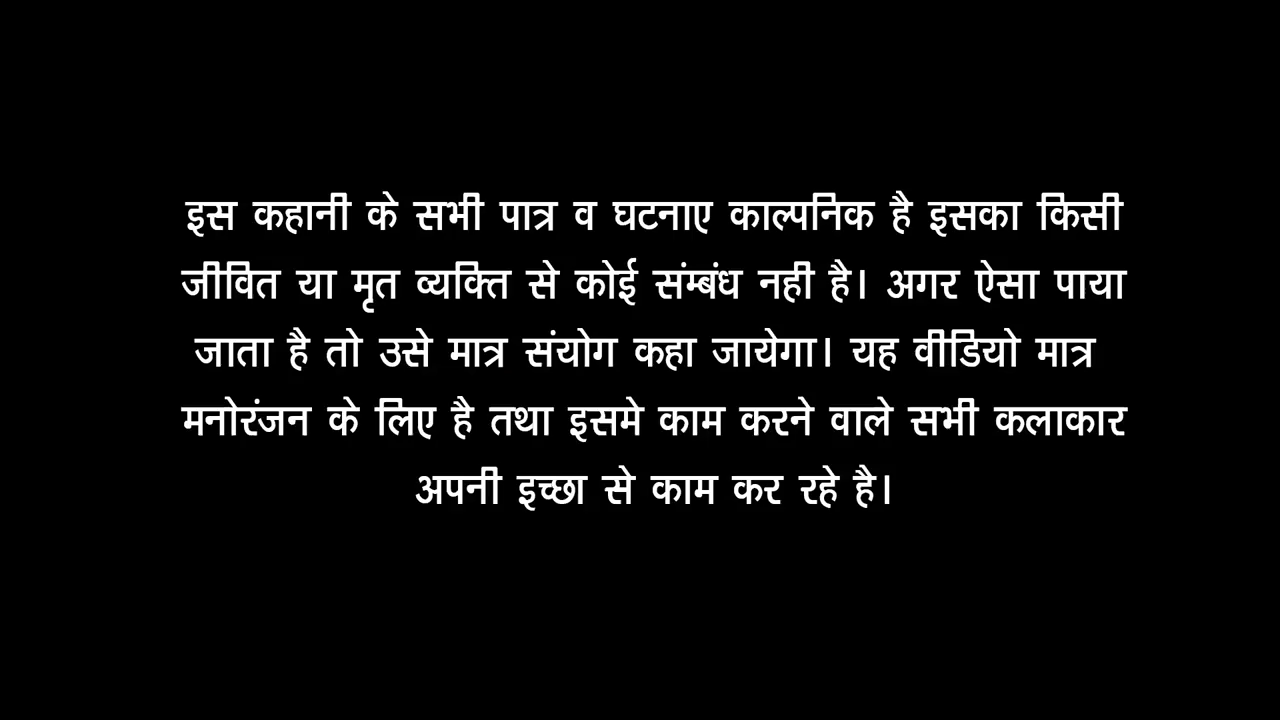 इस कहानी के सभी पात्र व घटनाए काल्पनिक है इसका किसी
जीवित या मृत व्यक्ति से कोई संम्बंध नही है। अगर ऐसा पाया
जाता है तो उसे मात्र संयोग कहा जायेगा। यह वीडियो मात्र
मनोरंजन के लिए है तथा इसमे काम करने वाले सभी कलाकार
अपनी इच्छा से काम कर रहे है।